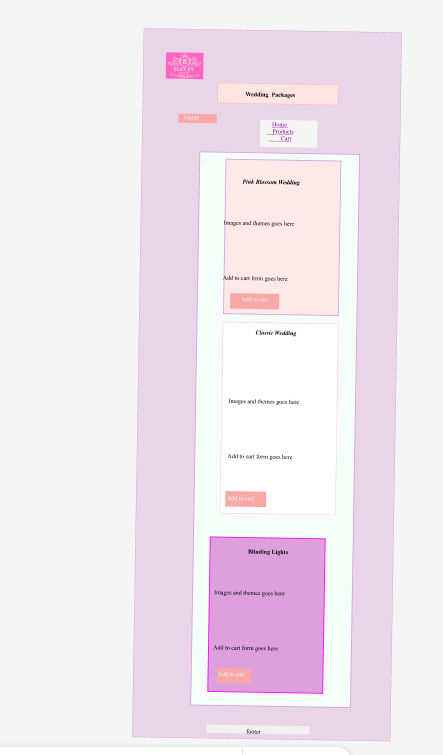 Wedding Packages
logout
Home
Products
Cart
Pink Blossom Wedding
Images and themes goes here
Add to cart form goes here
Add to cart
Classic Wedding
Images and themes goes here
Add to cart form goes here
Add to cart
Blinding Lights
Images and themes goes here
Add to cart form goes here
Add to cart
footer